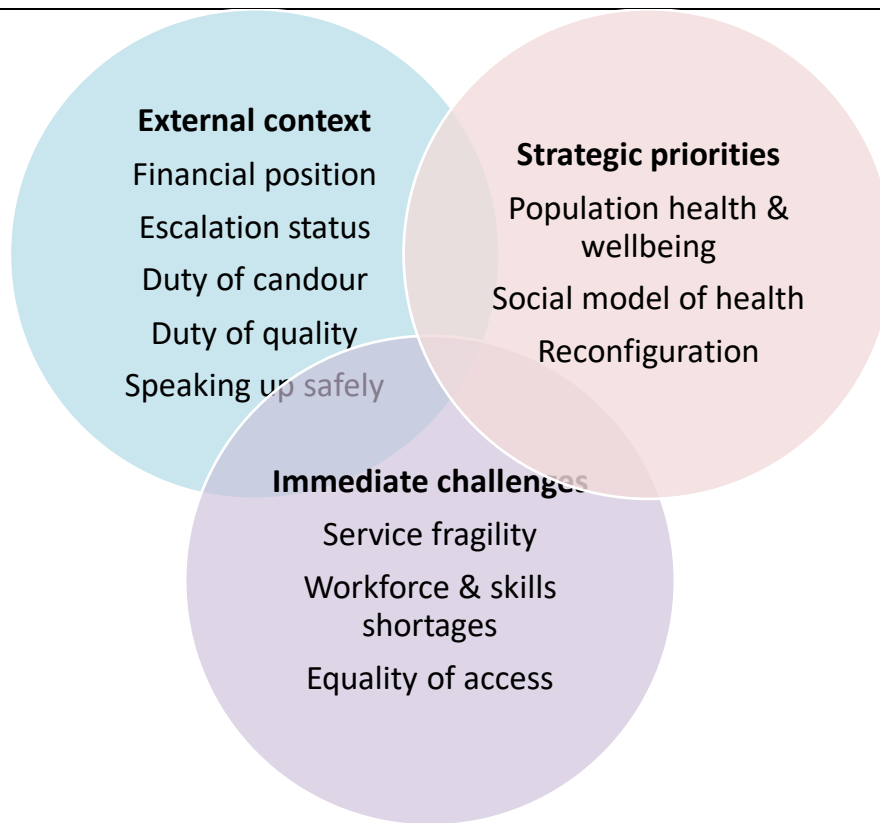 External context
Financial position
Escalation status
Duty of candour
Duty of quality
Speaking up safely
Strategic priorities
Population health &
wellbeing
Social model of health
Reconfiguration
Immediate challenges
Service fragility
Workforce & skills
shortages
Equality of access